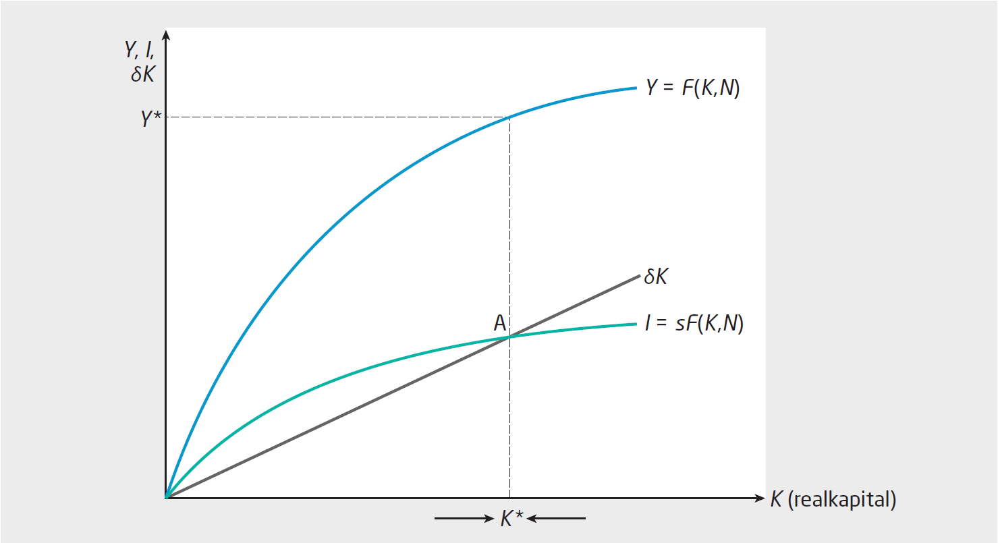 Y, I,
δK
Y = F(K,N)
Y*
δK
A
I = sF(K,N)
K (realkapital)
K*